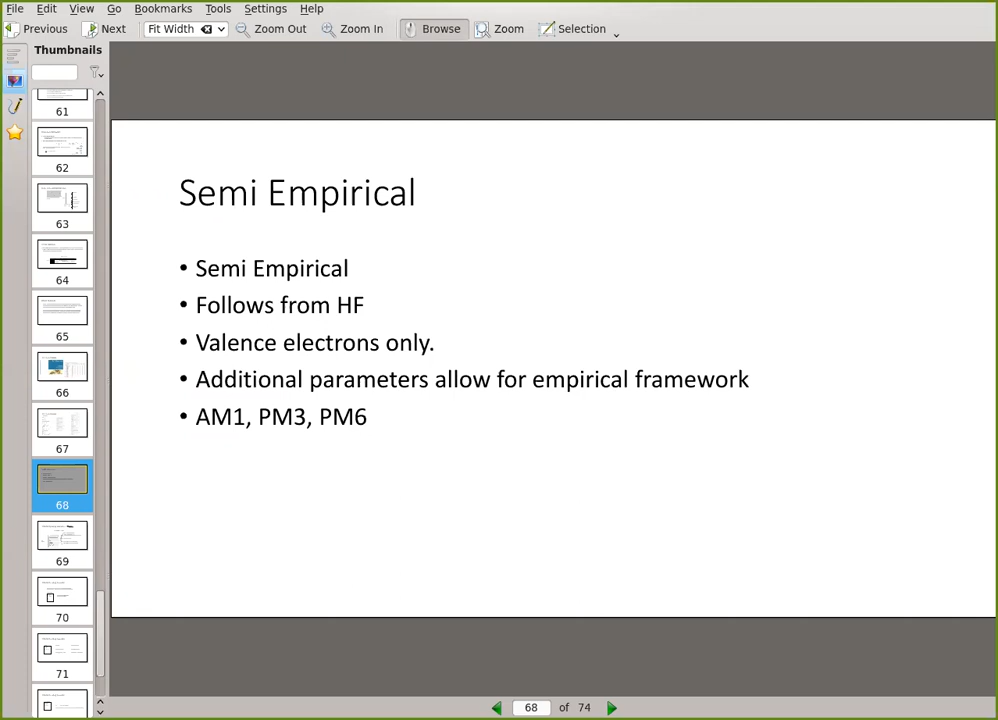 File Edit View Go Bookmarks Tools Settings Help
Previous Next Fit Width Zoom Out Zoom In Browse Zoom Selection
Thumbnails
61
62
63
64
65
66
67
68
69
70
71
Semi Empirical
• Semi Empirical
• Follows from HF
• Valence electrons only.
• Additional parameters allow for empirical framework
• AM1, PM3, PM6
68 of 74